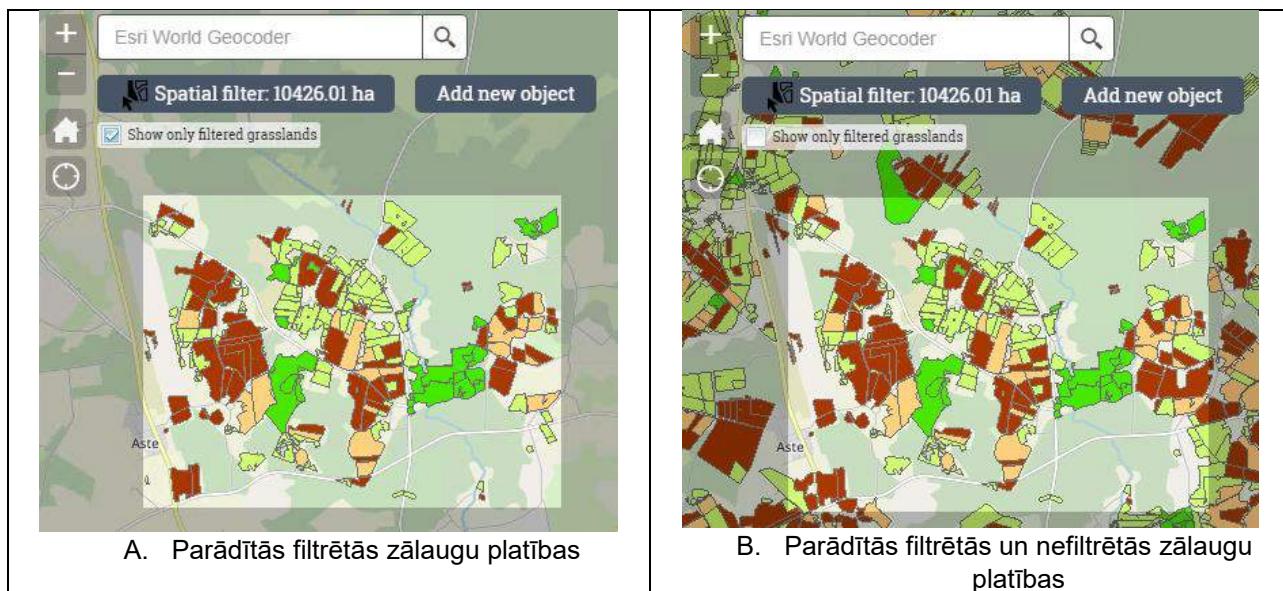 +
Esri World Geocoder
−
Spatial filter: 10426.01 ha
Add new object
Show only filtered grasslands
Aste
A. Parādītās filtrētās zālaugu platības
+
Esri World Geocoder
−
Spatial filter: 10426.01 ha
Add new object
Show only filtered grasslands
Aste
B. Parādītās filtrētās un nefiltrētās zālaugu
platības